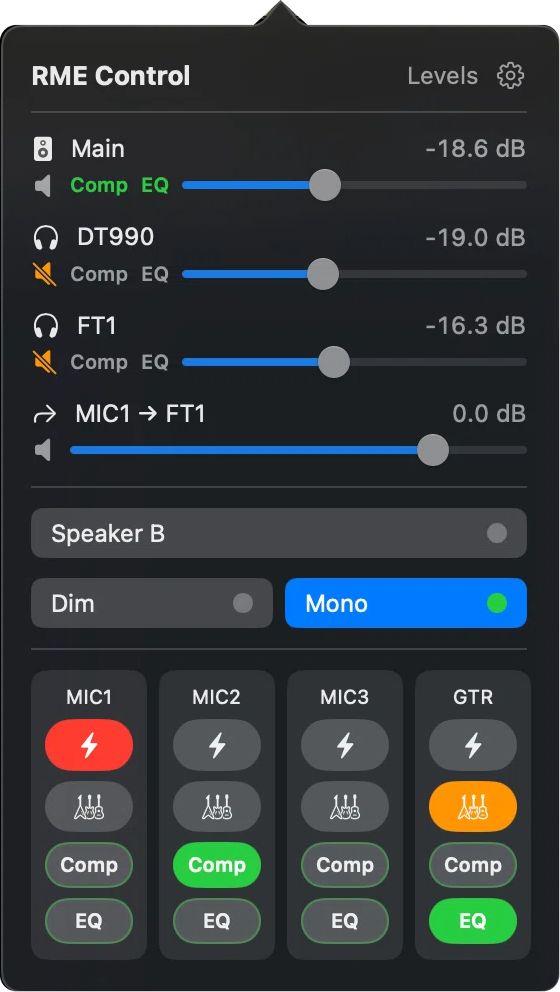 RME Control Levels
Main -18.6 dB
Comp EQ
DT990 -19.0 dB
Comp EQ
FT1 -16.3 dB
Comp EQ
MIC1 → FT1 0.0 dB
Speaker B
Dim Mono
MIC1 MIC2 MIC3 GTR
Comp Comp Comp Comp
EQ EQ EQ EQ